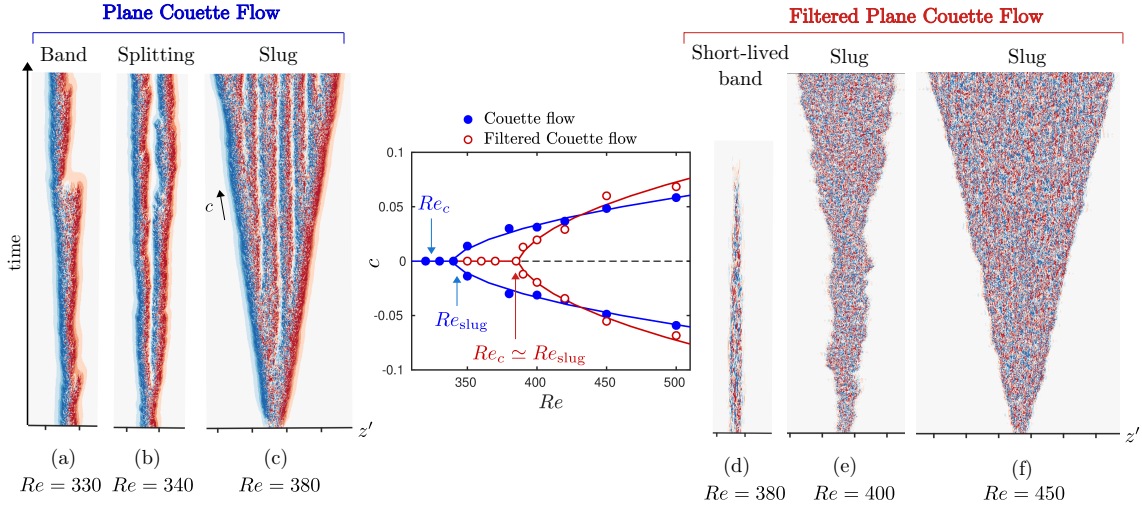 Plane Couette Flow
Band
Splitting
Slug
time
c
z′
(a)
Re = 330
(b)
Re = 340
(c)
Re = 380
Couette flow
Filtered Couette flow
0.1
0.05
0
-0.05
-0.1
c
Re_c
Re_slug
Re_c ≃ Re_slug
350
400
450
500
Re
Filtered Plane Couette Flow
Short-lived
band
Slug
Slug
z′
(d)
Re = 380
(e)
Re = 400
(f)
Re = 450